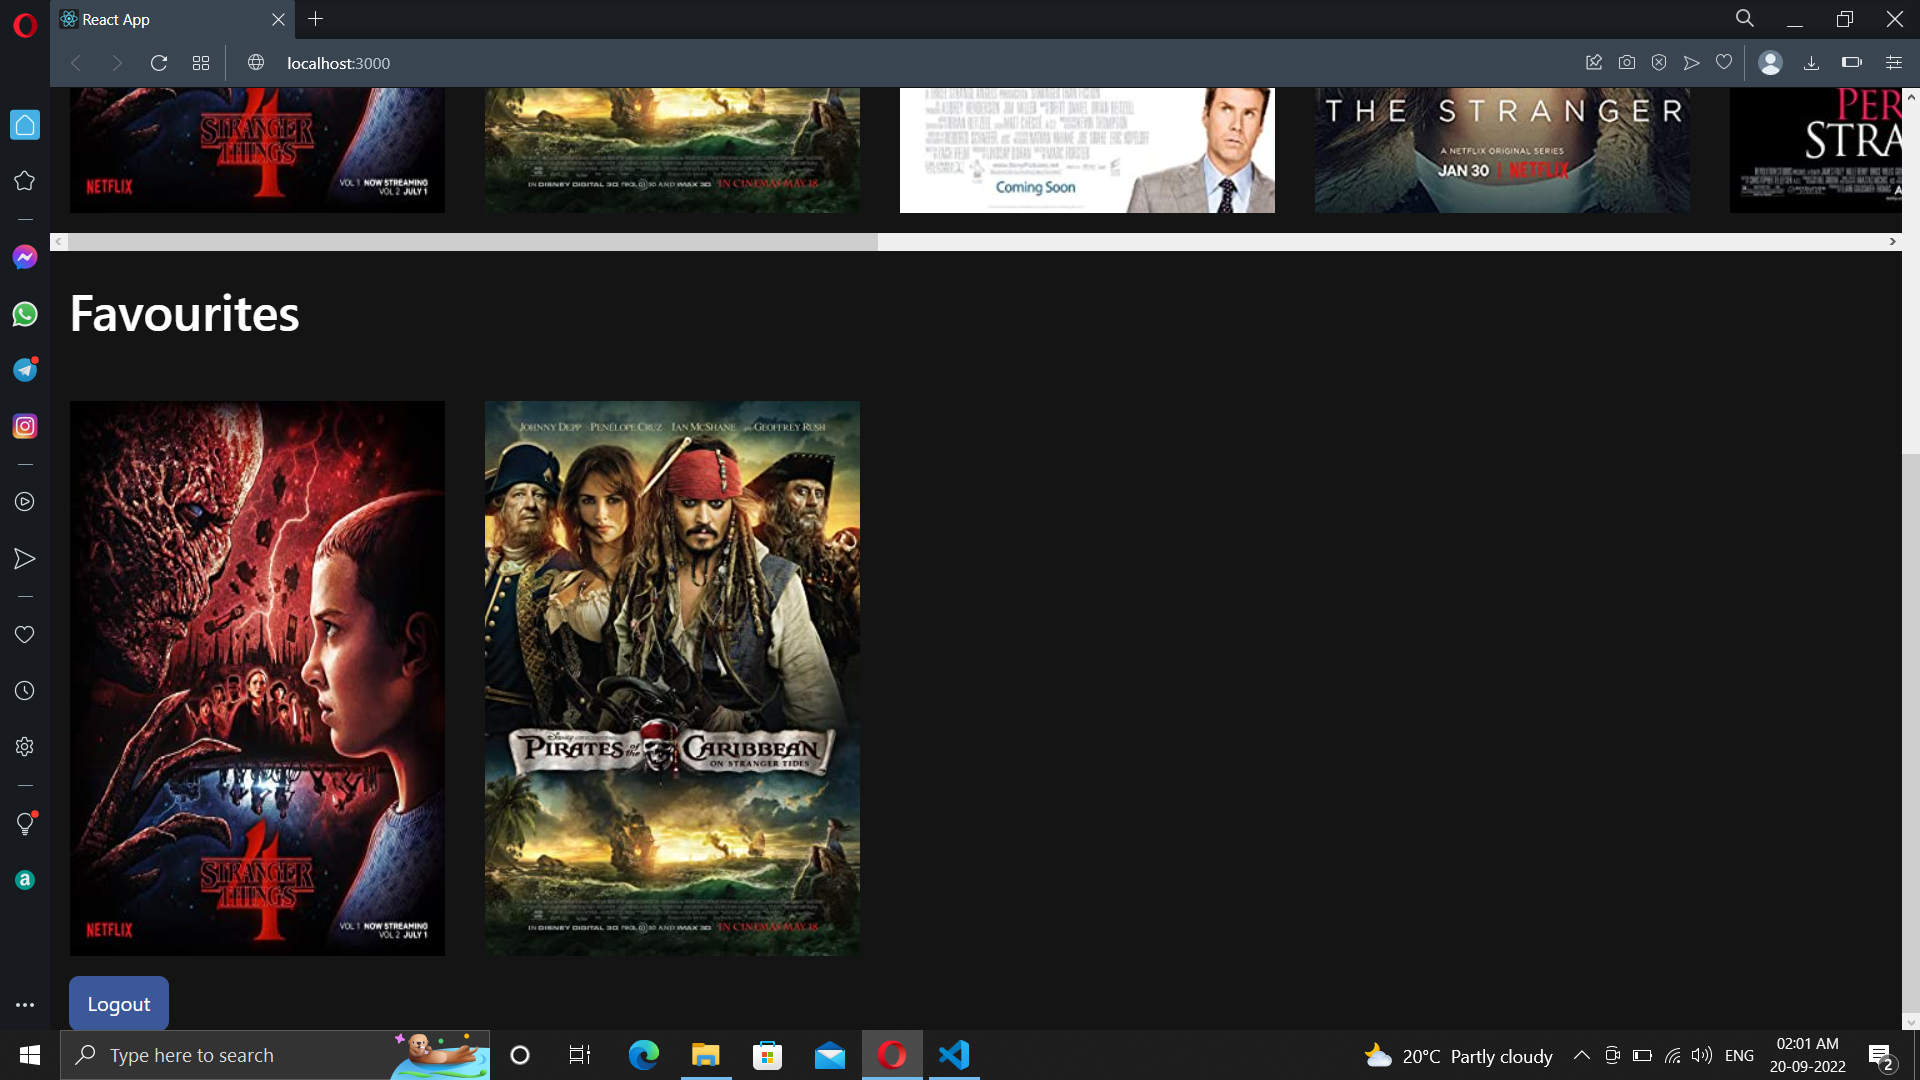 React App
localhost:3000
STRANGER
THINGS
4
NETFLIX
VOL 1 NOW STREAMING
VOL 2 JULY 1
IN DISNEY DIGITAL 3D, REAL D 3D AND IMAX 3D IN CINEMAS MAY 18
Coming Soon
THE STRANGER
A NETFLIX ORIGINAL SERIES
JAN 30 | NETFLIX
PER
STRA
Favourites
JOHNNY DEPP PENÉLOPE CRUZ IAN MCSHANE AND GEOFFREY RUSH
DISNEY
PIRATES of the CARIBBEAN
ON STRANGER TIDES
STRANGER
THINGS
4
NETFLIX
VOL 1 NOW STREAMING
VOL 2 JULY 1
IN DISNEY DIGITAL 3D, REAL D 3D AND IMAX 3D IN CINEMAS MAY 18
Logout
a
Type here to search
20°C Partly cloudy
ENG
02:01 AM
20-09-2022
2